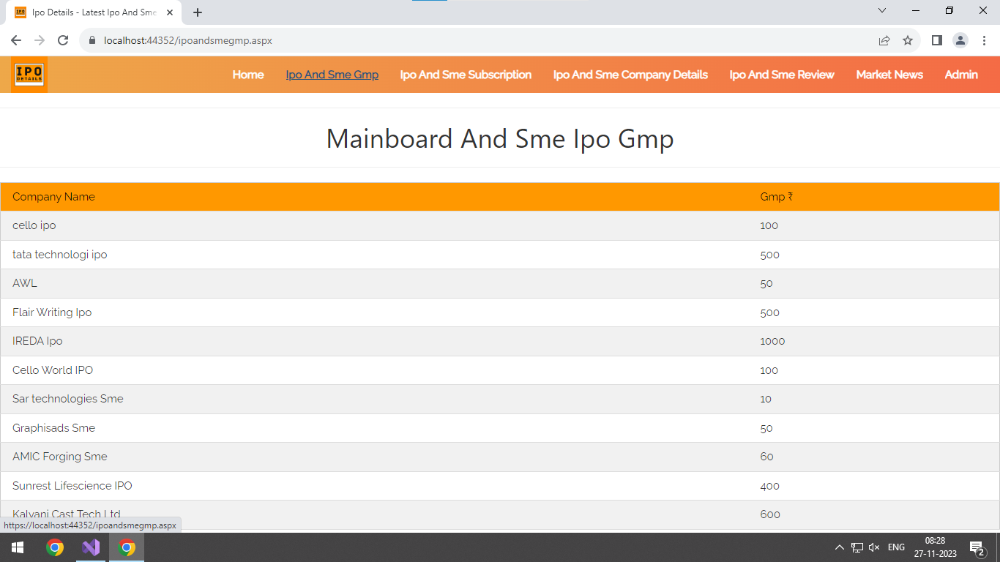 Ipo Details - Latest Ipo And Sme
localhost:44352/ipoandsmegmp.aspx
IPO
DETAILS
Home Ipo And Sme Gmp Ipo And Sme Subscription Ipo And Sme Company Details Ipo And Sme Review Market News Admin
Mainboard And Sme Ipo Gmp
Company Name Gmp ₹
cello ipo 100
tata technologi ipo 500
AWL 50
Flair Writing Ipo 500
IREDA Ipo 1000
Cello World IPO 100
Sar technologies Sme 10
Graphisads Sme 50
AMIC Forging Sme 60
Sunrest Lifescience IPO 400
Kalyani Cast Tech Ltd 600
https://localhost:44352/ipoandsmegmp.aspx
ENG
08:28
27-11-2023
2